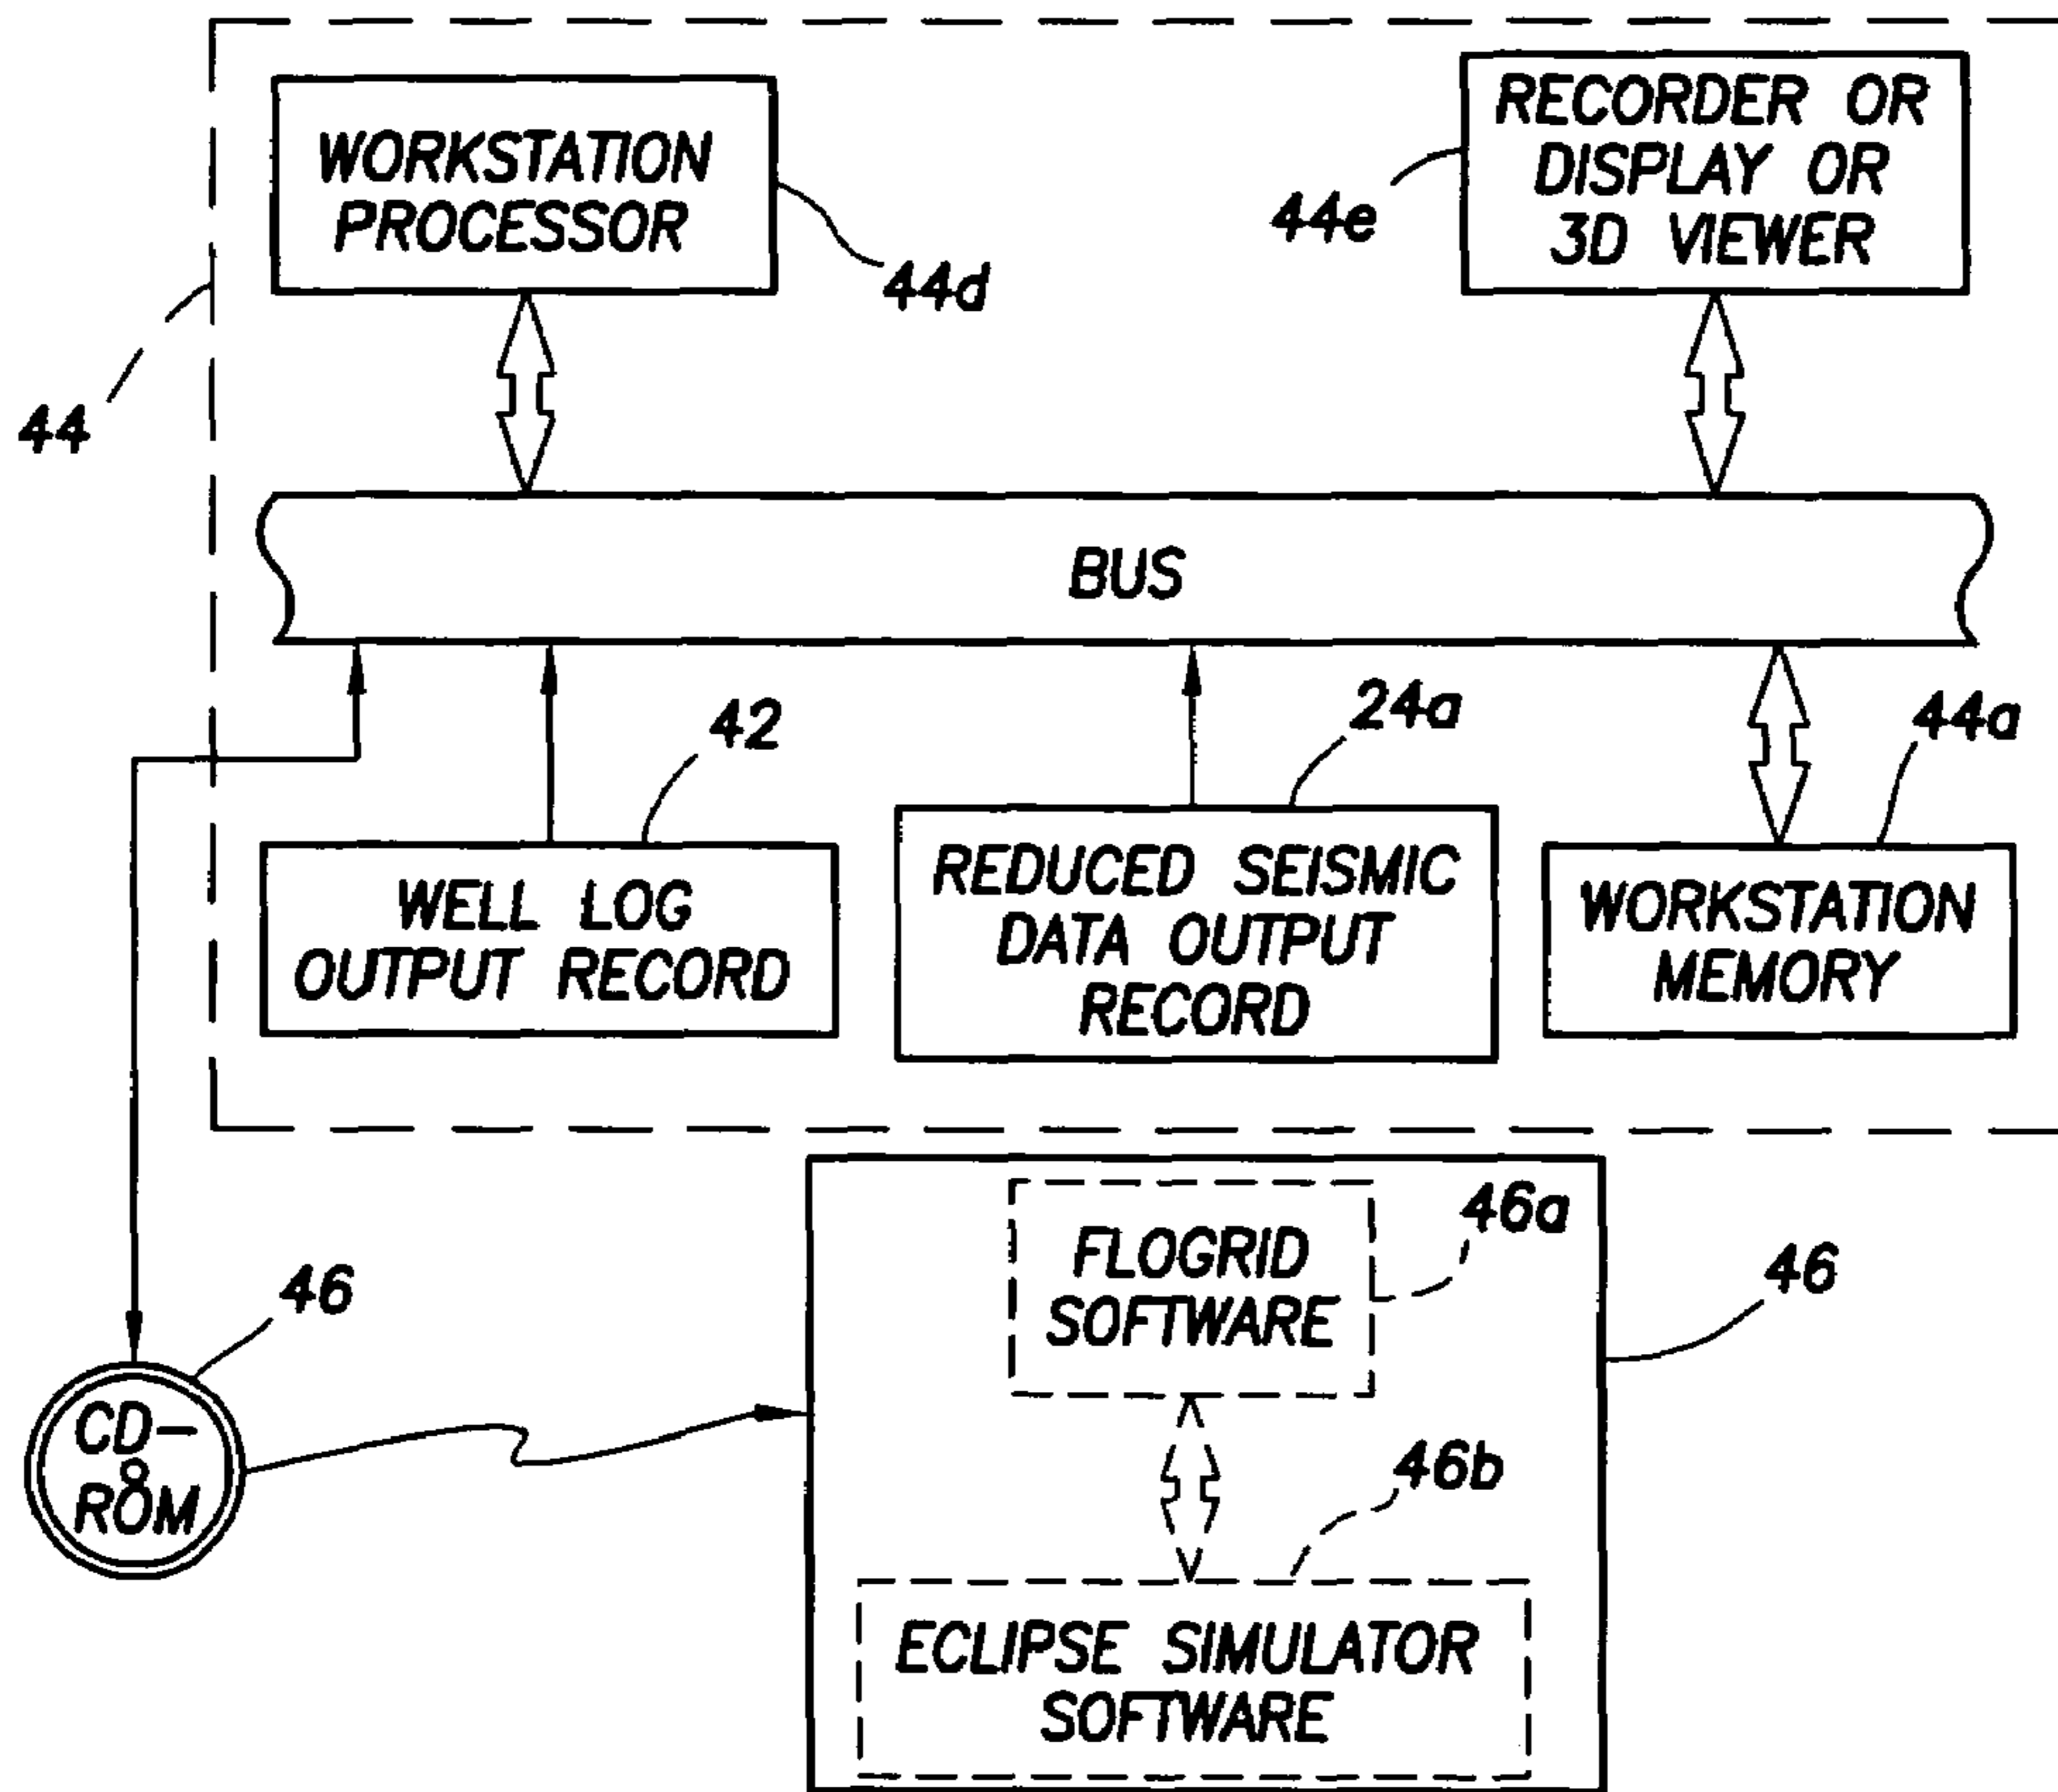 WORKSTATION
PROCESSOR
44d
RECORDER OR
DISPLAY OR
3D VIEWER
44e
44
BUS
42
24a
44a
WELL LOG
OUTPUT RECORD
REDUCED SEISMIC
DATA OUTPUT
RECORD
WORKSTATION
MEMORY
46
CD-
ROM
FLOGRID
SOFTWARE
46a
46
46b
ECLIPSE SIMULATOR
SOFTWARE